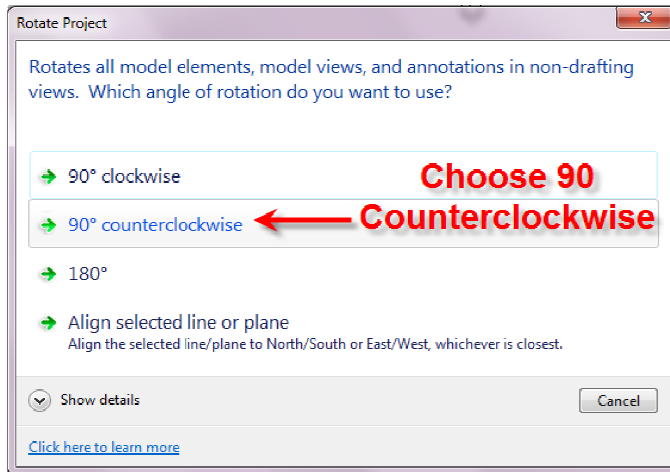 Rotate Project
Rotates all model elements, model views, and annotations in non-drafting
views. Which angle of rotation do you want to use?
90° clockwise
Choose 90
Counterclockwise
90° counterclockwise
180°
Align selected line or plane
Align the selected line/plane to North/South or East/West, whichever is closest.
Show details
Cancel
Click here to learn more